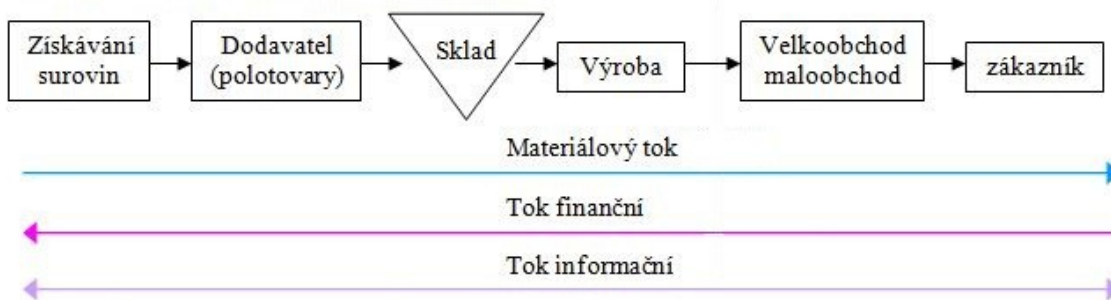 Získávání
surovin
Dodavatel
(polotovary)
Sklad
Výroba
Velkoobchod
maloobchod
zákazník
Materiálový tok
Tok finanční
Tok informační